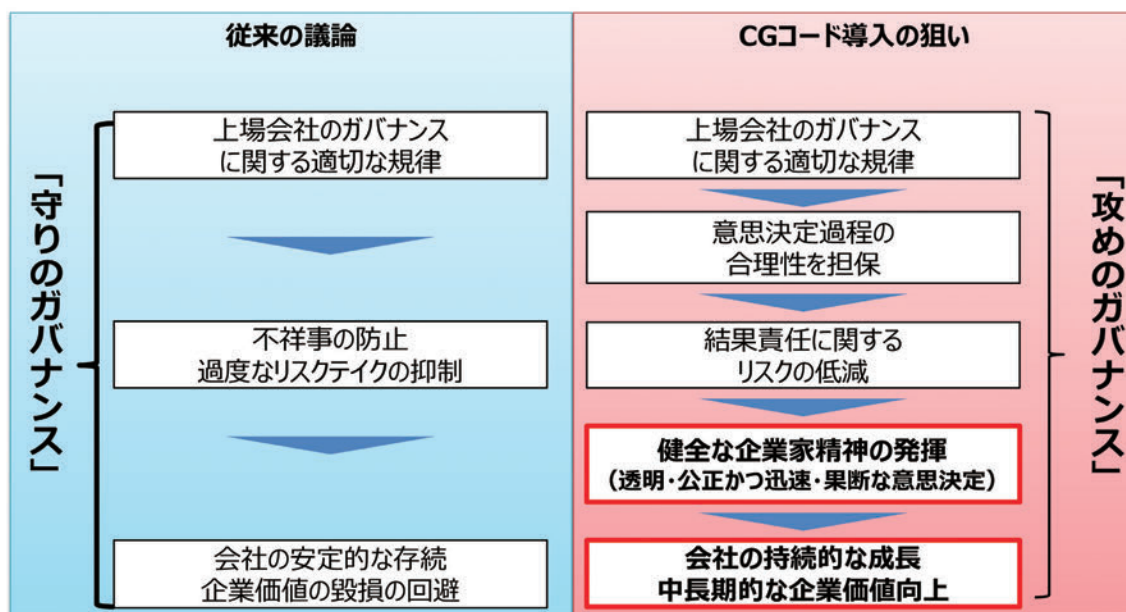 従来の議論
「守りのガバナンス」
上場会社のガバナンス
に関する適切な規律
不祥事の防止
過度なリスクテイクの抑制
会社の安定的な存続
企業価値の毀損の回避
CGコード導入の狙い
上場会社のガバナンス
に関する適切な規律
意思決定過程の
合理性を担保
結果責任に関する
リスクの低減
健全な企業家精神の発揮
(透明・公正かつ迅速・果断な意思決定)
会社の持続的な成長
中長期的な企業価値向上
「攻めのガバナンス」